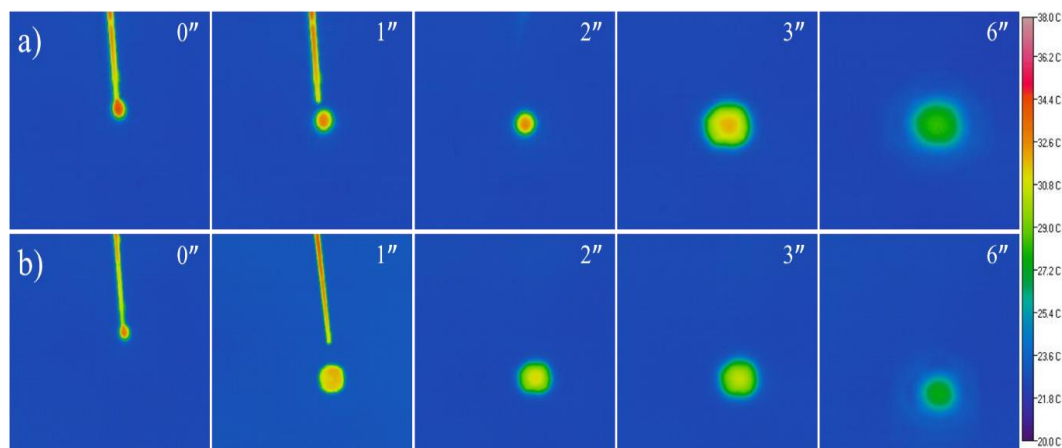 a)
0″
1″
2″
3″
6″
b)
0″
1″
2″
3″
6″
38.0 C
36.2 C
34.4 C
32.6 C
30.8 C
29.0 C
27.2 C
25.4 C
23.6 C
21.8 C
20.0 C